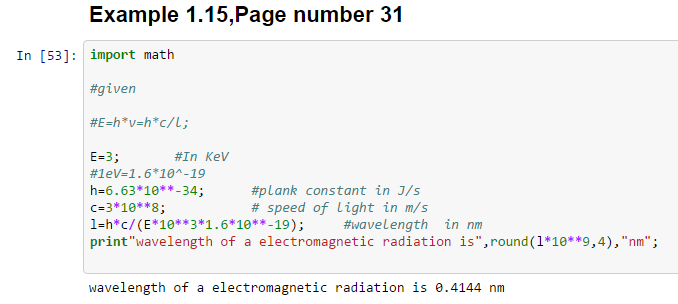 Example 1.15,Page number 31
In [53]: import math
#given
#E=h*v=h*c/l;
E=3; #In KeV
#1eV=1.6*10^-19
h=6.63*10**-34; #plank constant in J/s
c=3*10**8; # speed of light in m/s
l=h*c/(E*10**3*1.6*10**-19); #wavelength in nm
print"wavelength of a electromagnetic radiation is",round(l*10**9,4),"nm";
wavelength of a electromagnetic radiation is 0.4144 nm